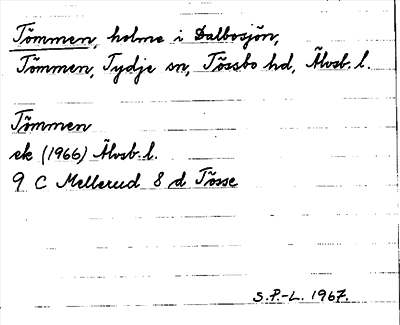 Tömmen, holme i Dalbosjön,
Tömmen, Tydje sn, Tössbo hd, Älvsb. l.
Tömmen
ek (1966) Älvsb. l.
9 C Mellerud 8 d Tösse
S.P.-L. 1967.